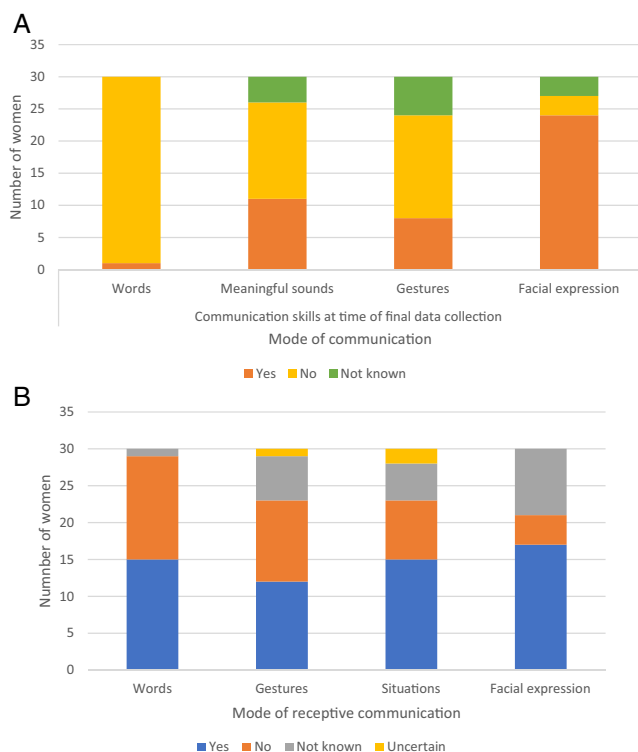 A
35
30
25
20
15
10
5
0
Number of women
Words Meaningful sounds Gestures Facial expression
Communication skills at time of final data collection
Mode of communication
Yes No Not known
B
35
30
25
20
15
10
5
0
Numnber of women
Words Gestures Situations Facial expression
Mode of receptive communication
Yes No Not known Uncertain